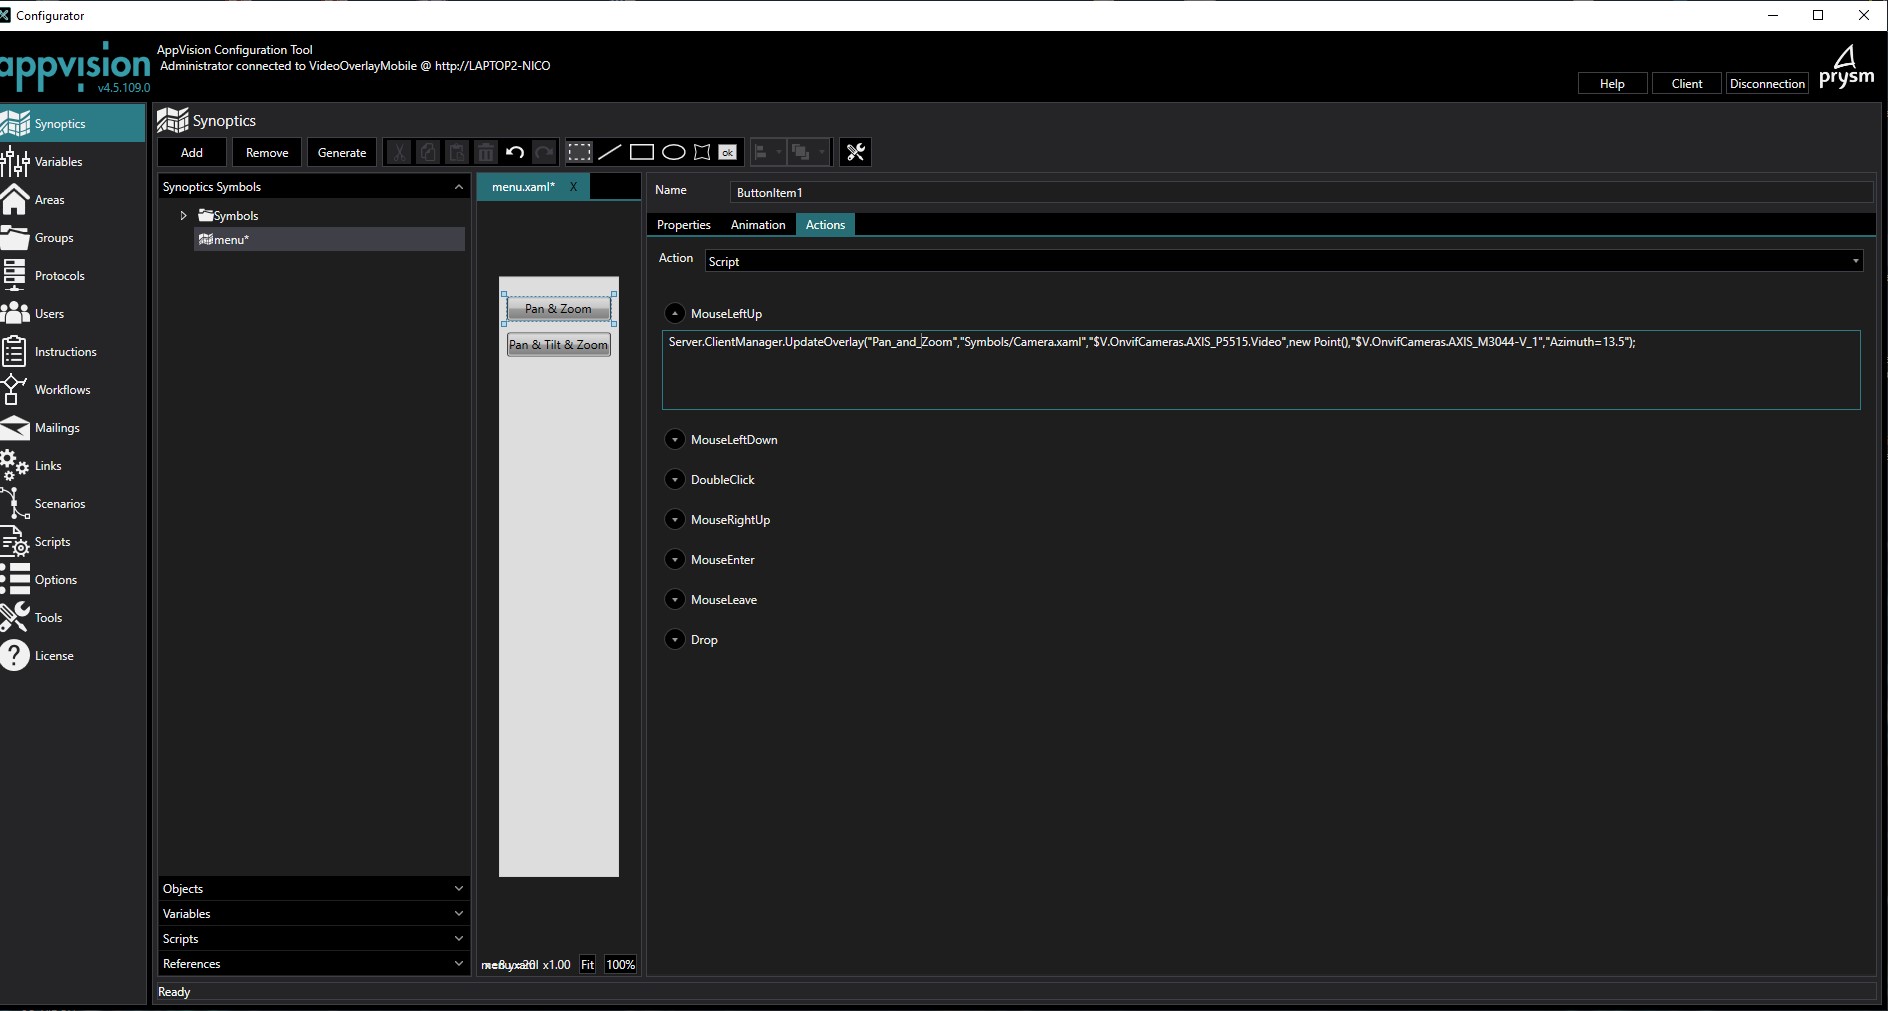 Configurator
appvision
v4.5.109.0
AppVision Configuration Tool
Administrator connected to VideoOverlayMobile @ http://LAPTOP2-NICO
Help
Client
Disconnection
prysm
Synoptics
Variables
Areas
Groups
Protocols
Users
Instructions
Workflows
Mailings
Links
Scenarios
Scripts
Options
Tools
? License
Synoptics
Add
Remove
Generate
ok
Synoptics Symbols
Symbols
menu*
Objects
Variables
Scripts
References
menu.xaml* X
Pan & Zoom
Pan & Tilt & Zoom
x1.00 Fit 100%
Name
ButtonItem1
Properties
Animation
Actions
Action
Script
MouseLeftUp
Server.ClientManager.UpdateOverlay("Pan_and_Zoom","Symbols/Camera.xaml","$V.OnvifCameras.AXIS_P5515.Video",new Point(),"$V.OnvifCameras.AXIS_M3044-V_1","Azimuth=13.5");
MouseLeftDown
DoubleClick
MouseRightUp
MouseEnter
MouseLeave
Drop
Ready